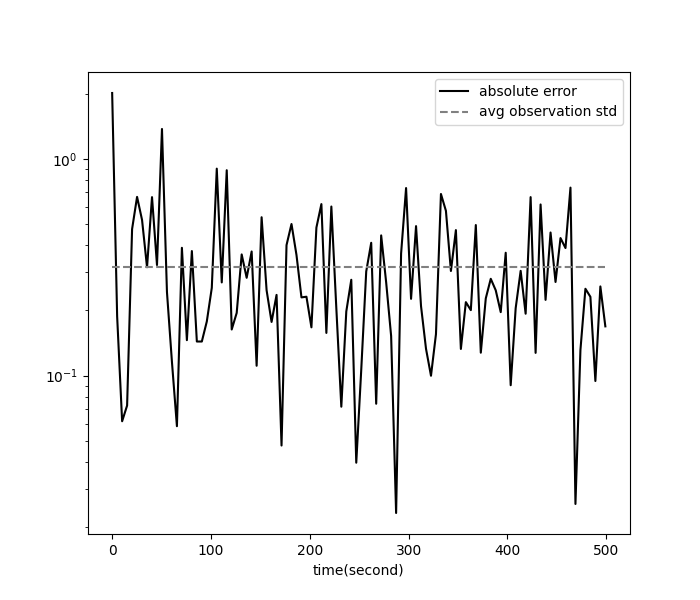 absolute error
avg observation std
10⁰
10⁻¹
0 100 200 300 400 500
time(second)